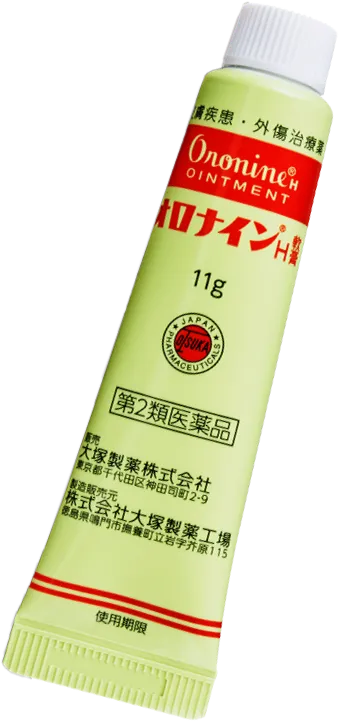 膚疾患・外傷治療薬
Oronine®H
OINTMENT
オロナイン®H軟膏
11g
JAPAN
OTSUKA
PHARMACEUTICALS
第2類医薬品
販売
大塚製薬株式会社
東京都千代田区神田司町2-9
製造販売元
株式会社大塚製薬工場
徳島県鳴門市撫養町立岩字芥原115
使用期限